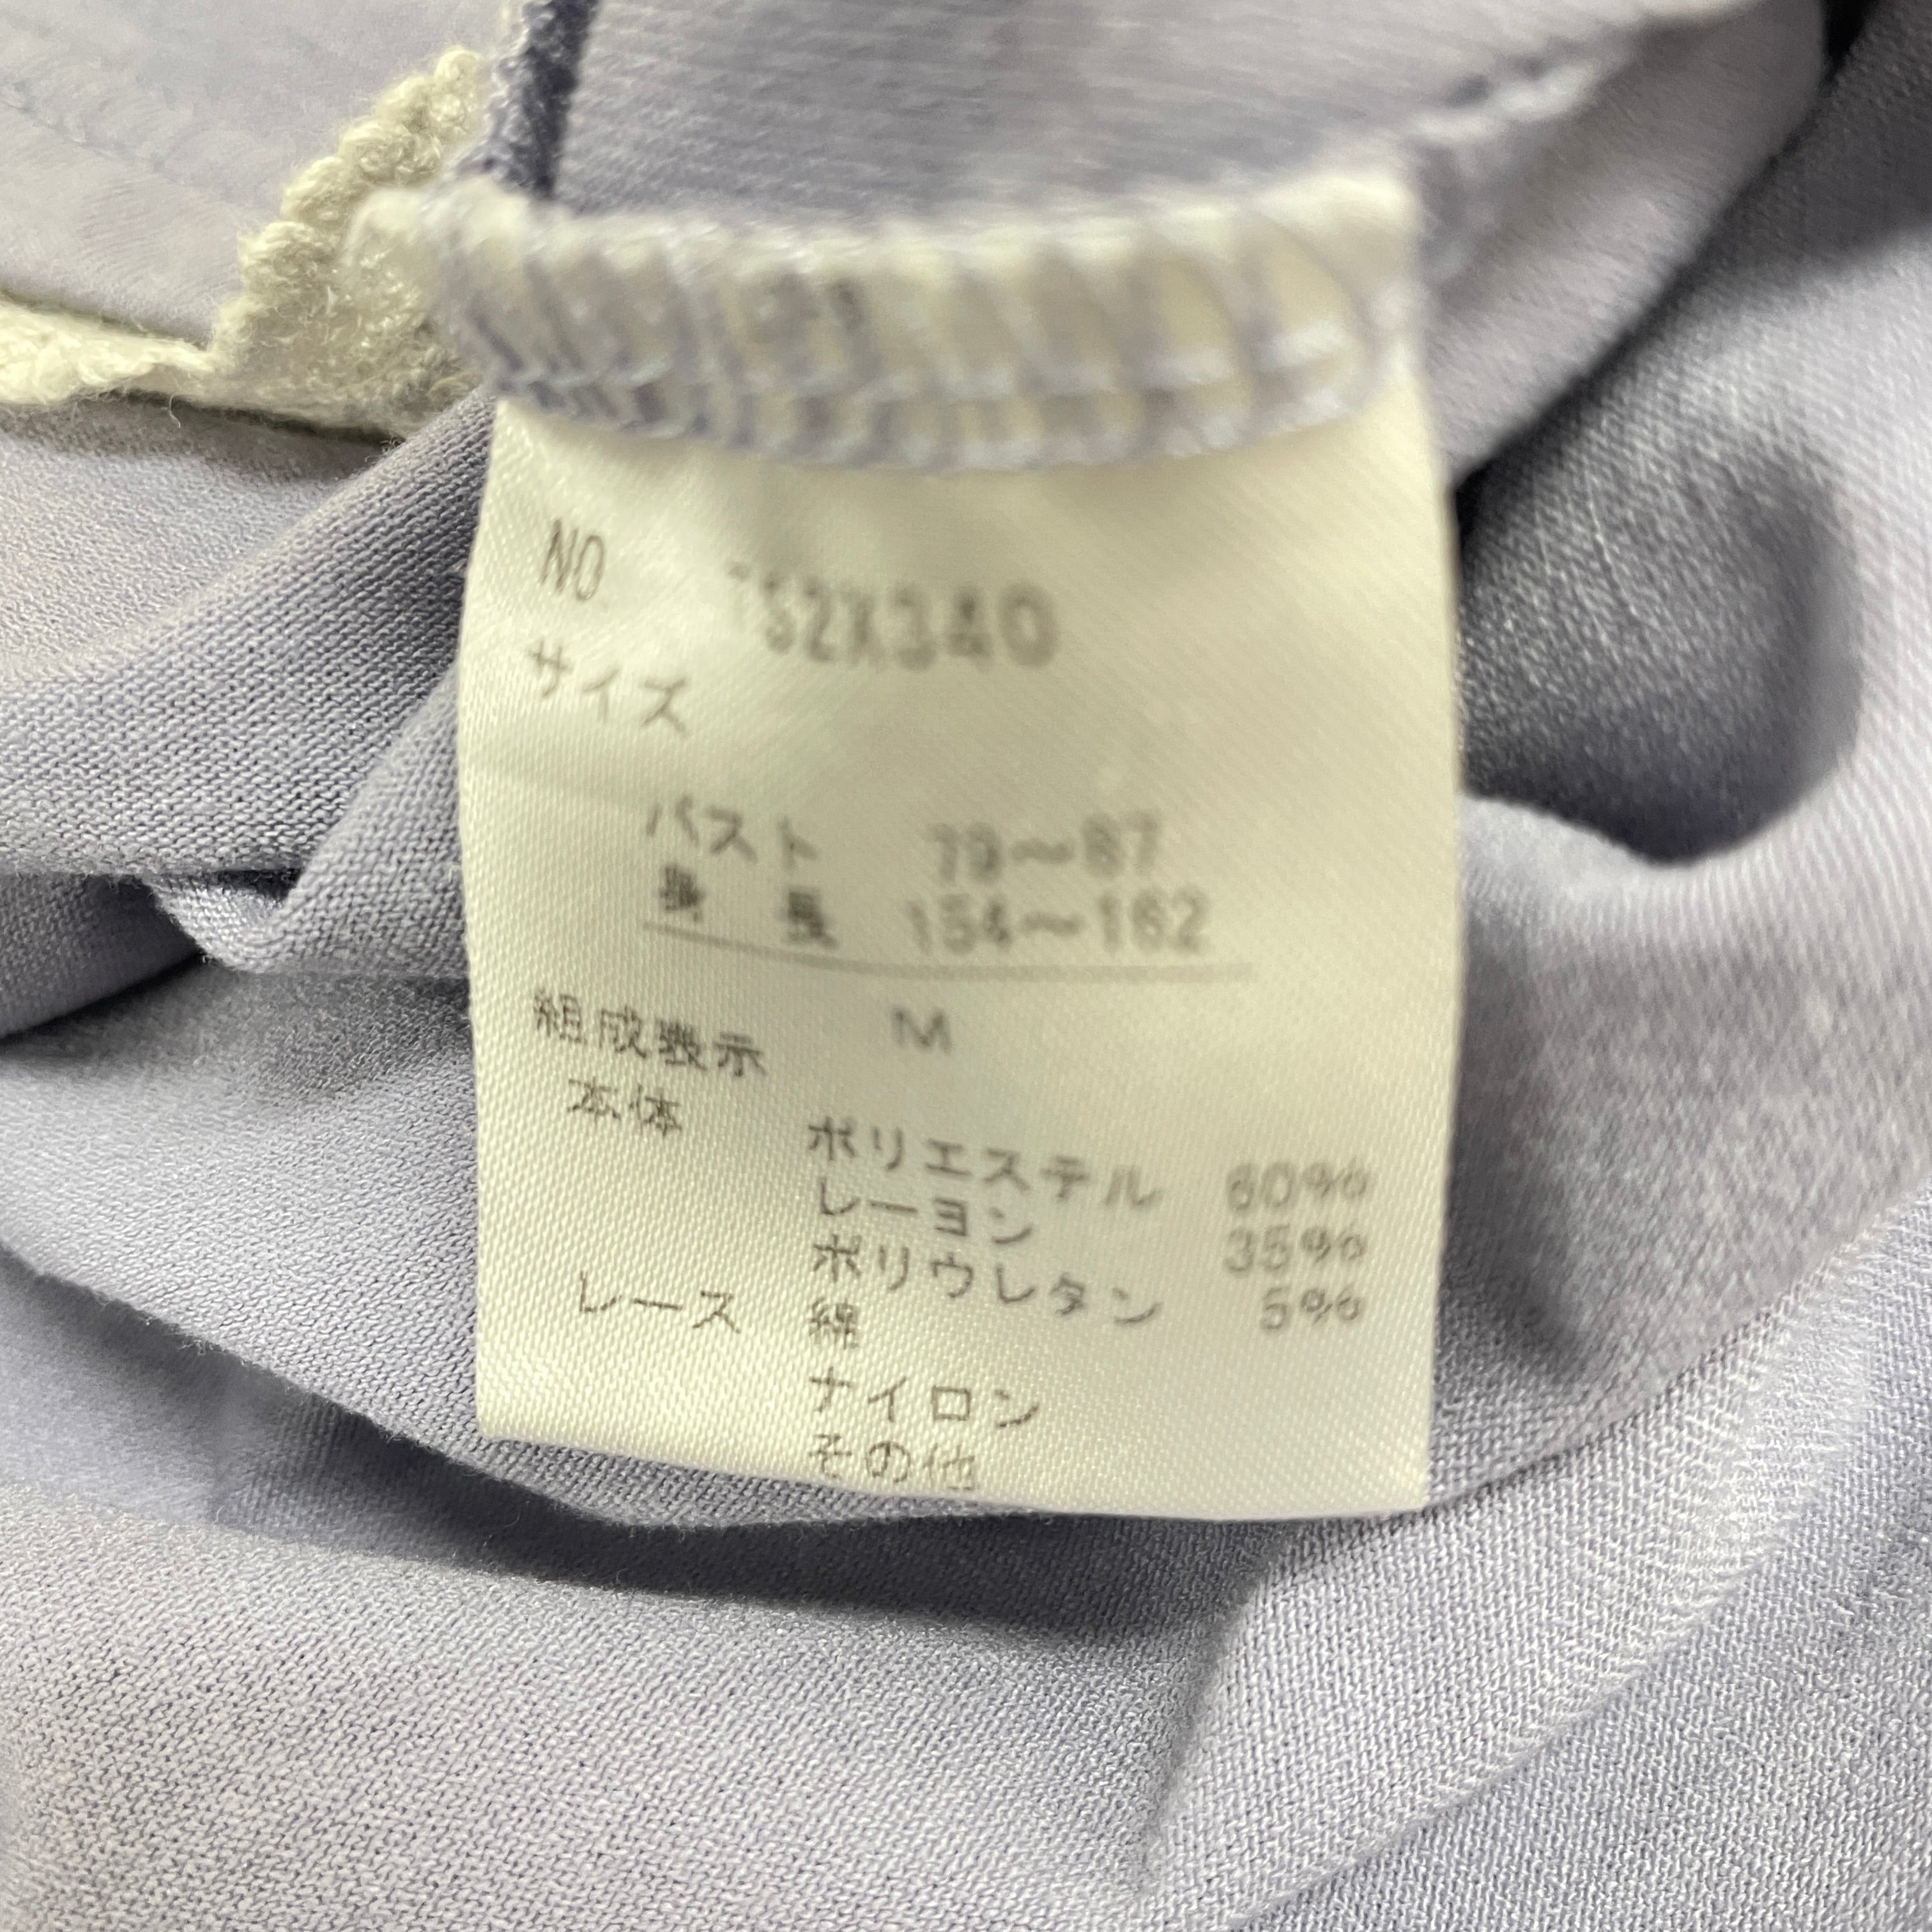 NO TS2X340
サイズ
バスト 79～87
身長 154～162
M
組成表示
本体 ポリエステル 60%
レーヨン 35%
ポリウレタン 5%
レース 綿
ナイロン
その他